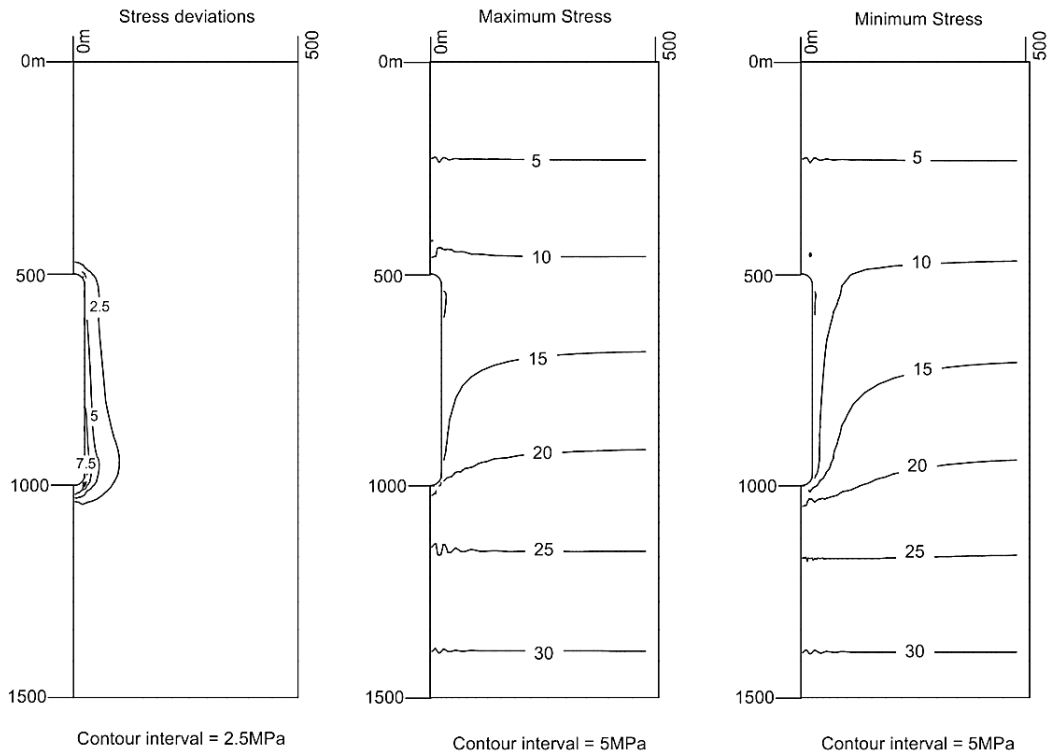 Stress deviations
0m
500
0m
500
1000
1500
2.5
5
7.5
Contour interval = 2.5MPa
Maximum Stress
0m
500
0m
500
1000
1500
5
10
15
20
25
30
Contour interval = 5MPa
Minimum Stress
0m
500
0m
500
1000
1500
5
10
15
20
25
30
Contour interval = 5MPa